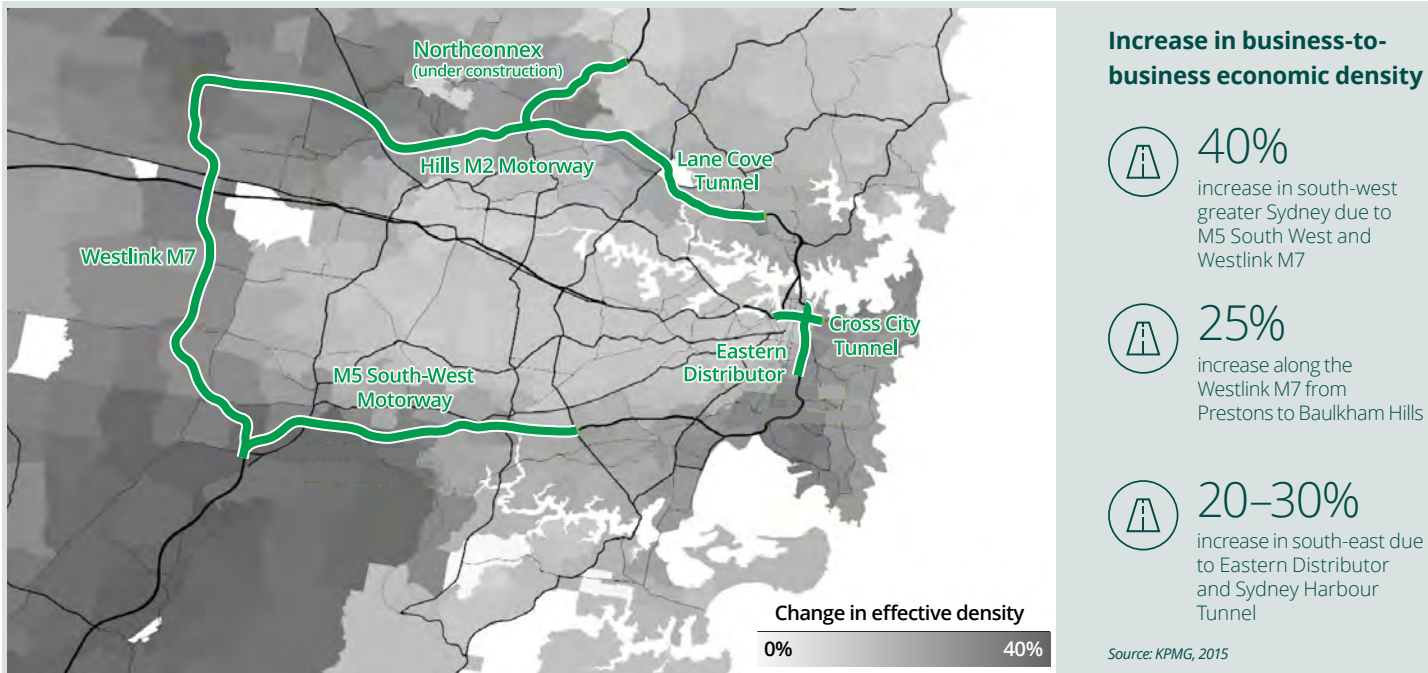 Northconnex
(under construction)
Hills M2 Motorway
Lane Cove
Tunnel
Westlink M7
Cross City
Tunnel
Eastern
Distributor
M5 South-West
Motorway
Change in effective density
0%
40%
Increase in business-to-
business economic density
40%
increase in south-west
greater Sydney due to
M5 South West and
Westlink M7
25%
increase along the
Westlink M7 from
Prestons to Baulkham Hills
20–30%
increase in south-east due
to Eastern Distributor
and Sydney Harbour
Tunnel
Source: KPMG, 2015